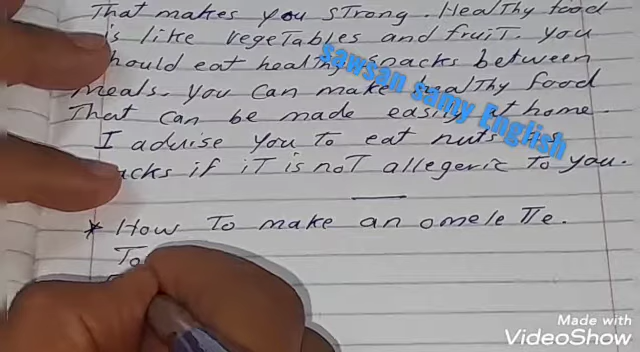 That makes you strong. Healthy food
is like vegetables and fruit. you
should eat healthy snacks between
meals. you can make healthy food
That can be made easily at home.
I aduise you To eat nuts as
snacks if iT is noT allegeric To you.
* How To make an omeleTTe.
To
sawsan samy English
Made with
VideoShow